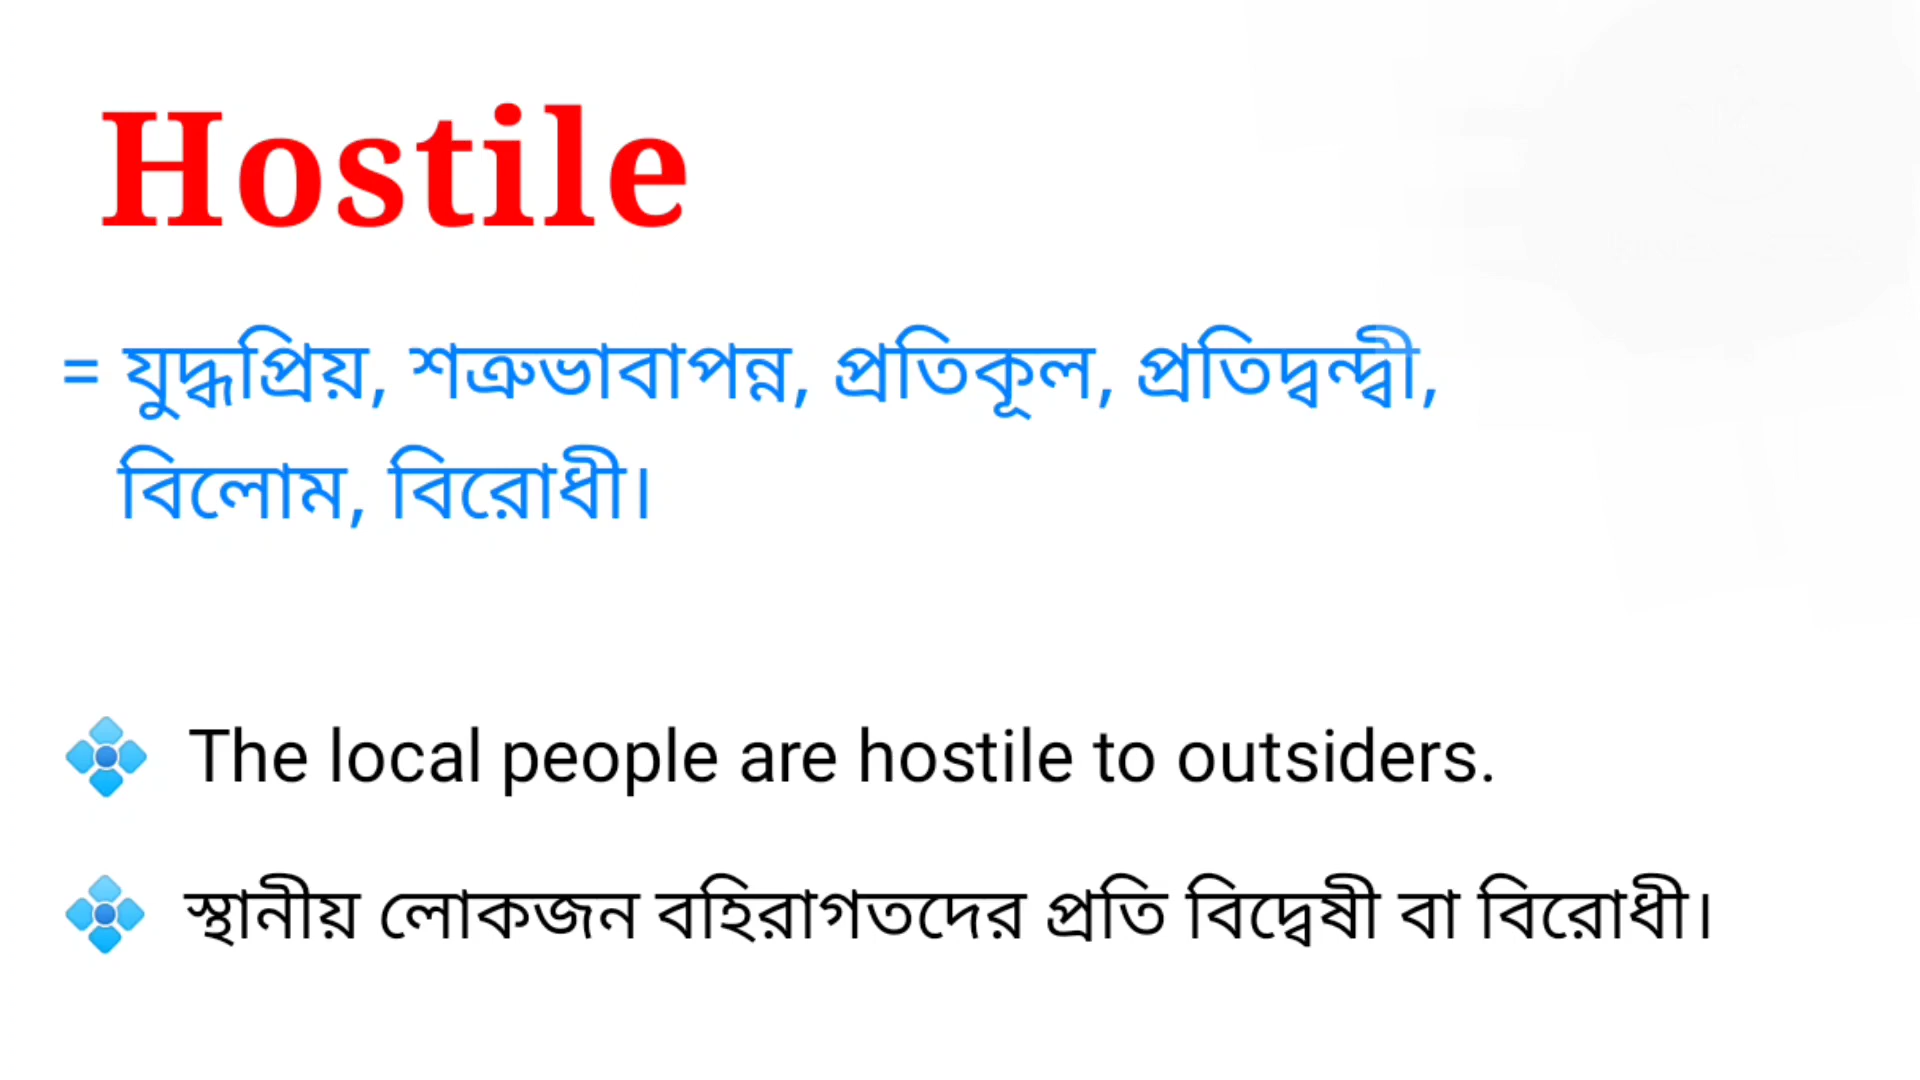 Hostile
= যুদ্ধপ্রিয়, শত্রুভাবাপন্ন, প্রতিকূল, প্রতিদ্বন্দ্বী,
বিলোম, বিরোধী।
The local people are hostile to outsiders.
স্থানীয় লোকজন বহিরাগতদের প্রতি বিদ্বেষী বা বিরোধী।